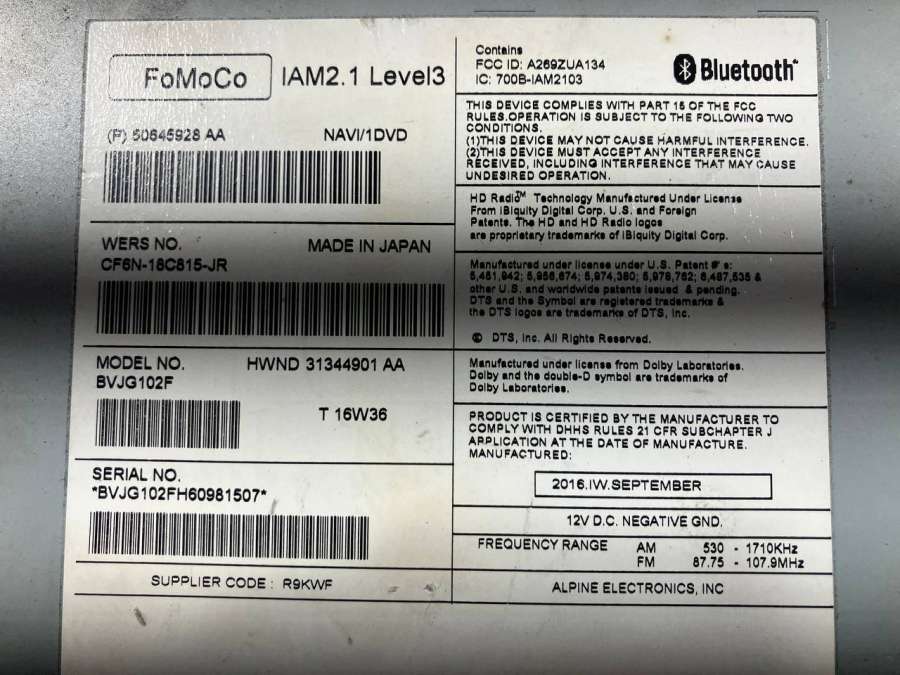 FoMoCo IAM2.1 Level3
(P) 50645928 AA NAVI/1DVD
WERS NO. MADE IN JAPAN
CF6N-18C815-JR
MODEL NO. HWND 31344901 AA
BVJG102F
T 16W36
SERIAL NO.
*BVJG102FH60981507*
SUPPLIER CODE : R9KWF
Contains
FCC ID: A269ZUA134
IC: 700B-IAM2103
Bluetooth
THIS DEVICE COMPLIES WITH PART 15 OF THE FCC
RULES.OPERATION IS SUBJECT TO THE FOLLOWING TWO
CONDITIONS.
(1)THIS DEVICE MAY NOT CAUSE HARMFUL INTERFERENCE.
(2)THIS DEVICE MUST ACCEPT ANY INTERFERENCE
RECEIVED, INCLUDING INTERFERENCE THAT MAY CAUSE
UNDESIRED OPERATION.
HD Radio™ Technology Manufactured Under License
From iBiquity Digital Corp. U.S. and Foreign
Patents. The HD and HD Radio logos
are proprietary trademarks of iBiquity Digital Corp.
Manufactured under license under U.S. Patent #'s:
5,451,942; 5,956,674; 5,974,380; 5,978,762; 6,487,535 &
other U.S. and worldwide patents issued & pending.
DTS and the Symbol are registered trademarks &
the DTS logos are trademarks of DTS, Inc.
© DTS, Inc. All Rights Reserved.
Manufactured under license from Dolby Laboratories.
Dolby and the double-D symbol are trademarks of
Dolby Laboratories.
PRODUCT IS CERTIFIED BY THE MANUFACTURER TO
COMPLY WITH DHHS RULES 21 CFR SUBCHAPTER J
APPLICATION AT THE DATE OF MANUFACTURE.
MANUFACTURED:
2016.IW.SEPTEMBER
12V D.C. NEGATIVE GND.
FREQUENCY RANGE AM 530 - 1710KHz
FM 87.75 - 107.9MHz
ALPINE ELECTRONICS, INC